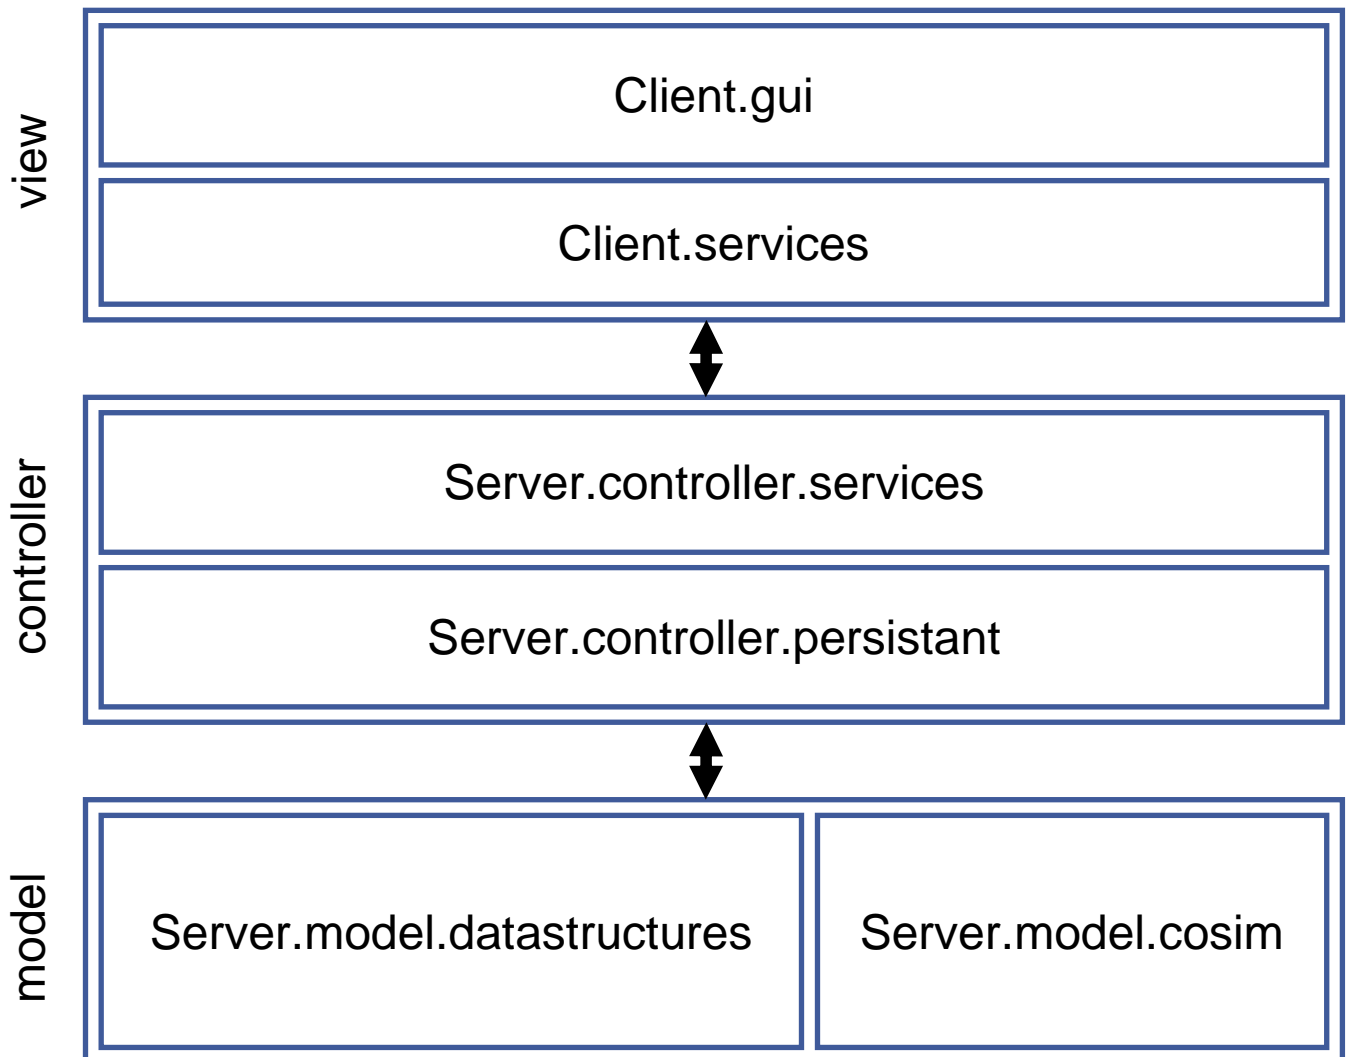 view
Client.gui
Client.services
controller
Server.controller.services
Server.controller.persistant
model
Server.model.datastructures
Server.model.cosim